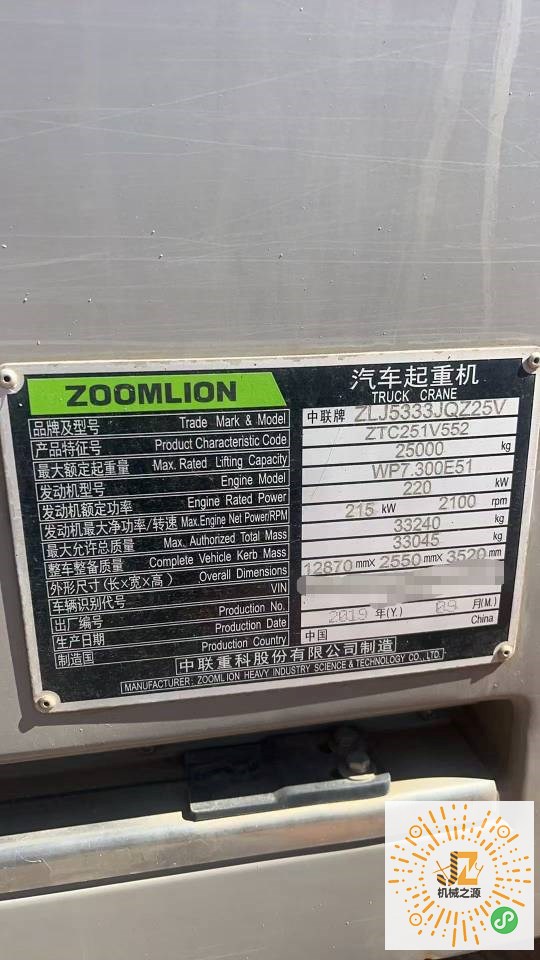 ZOOMLION
汽车起重机
TRUCK CRANE
品牌及型号 Trade Mark & Model 中联牌 ZLJ5333JQZ25V
产品特征号 Product Characteristic Code ZTC251V552
最大额定起重量 Max. Rated Lifting Capacity 25000 kg
发动机型号 Engine Model WP7.300E51
发动机额定功率 Engine Rated Power 220 kW
发动机最大净功率/转速 Max.Engine Net Power/RPM 215 kW 2100 rpm
最大允许总质量 Max. Authorized Total Mass 33240 kg
整车整备质量 Complete Vehicle Kerb Mass 33045 kg
外形尺寸(长×宽×高) Overall Dimensions 12870 mm× 2550 mm× 3520 mm
车辆识别代号 VIN
出厂编号 Production No.
生产日期 Production Date 2019 年(Y.) 09 月(M.)
制造国 Production Country 中国 China
中联重科股份有限公司制造
MANUFACTURER: ZOOMLION HEAVY INDUSTRY SCIENCE & TECHNOLOGY CO., LTD.
机械之源